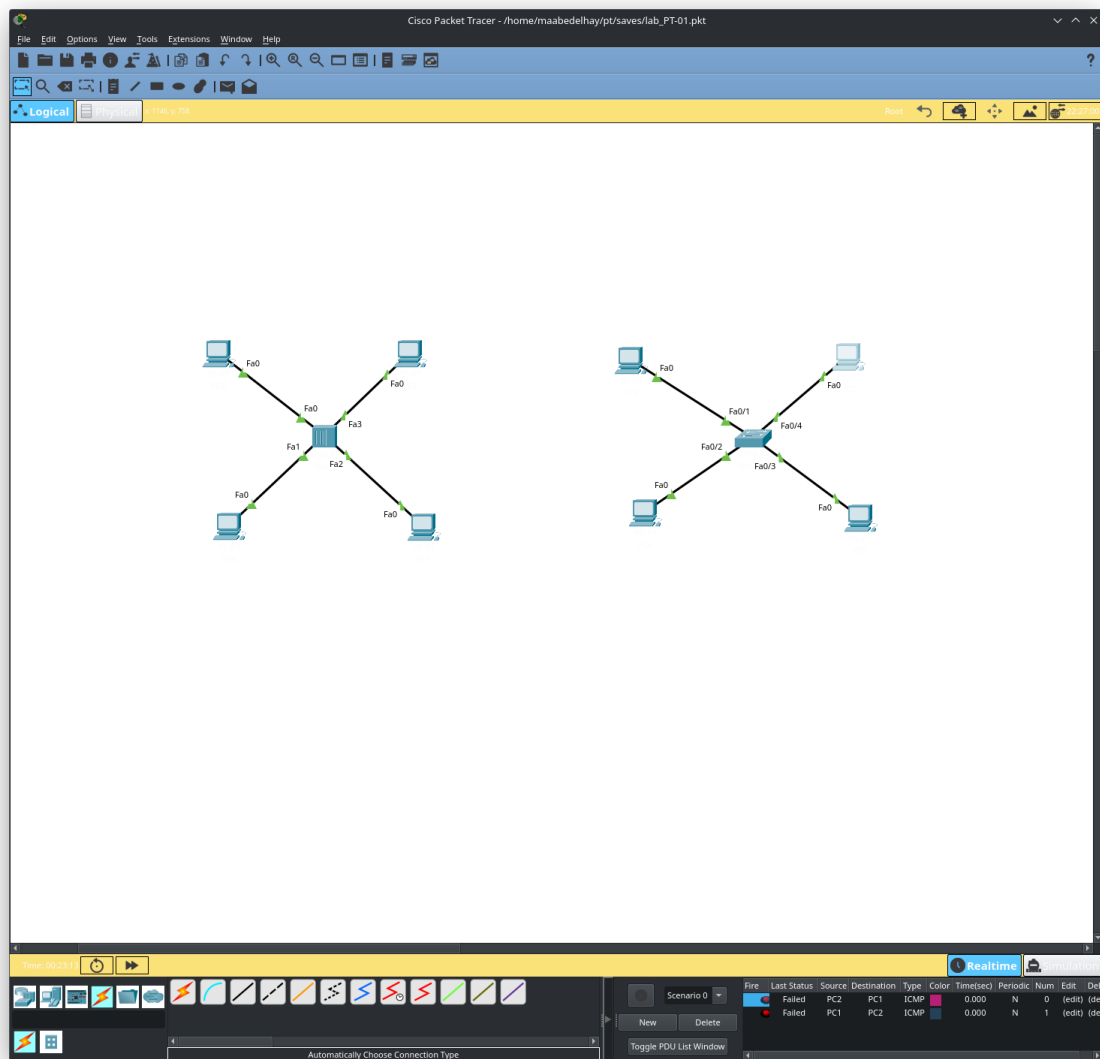 Cisco Packet Tracer - /home/maabedelhay/pt/saves/lab_PT-01.pkt
File Edit Options View Tools Extensions Window Help
?
Logical Physical Root
Fa0 Fa0 Fa0 Fa0
Fa0 Fa3 Fa0/1 Fa0/4
Fa1 Fa2 Fa0/2 Fa0/3
Fa0 Fa0 Fa0 Fa0
Realtime Simulation
Scenario 0
New Delete
Toggle PDU List Window
Fire Last Status Source Destination Type Color Time(sec) Periodic Num Edit
Failed PC2 PC1 ICMP 0.000 N 0 (edit)
Failed PC1 PC2 ICMP 0.000 N 1 (edit)
Automatically Choose Connection Type